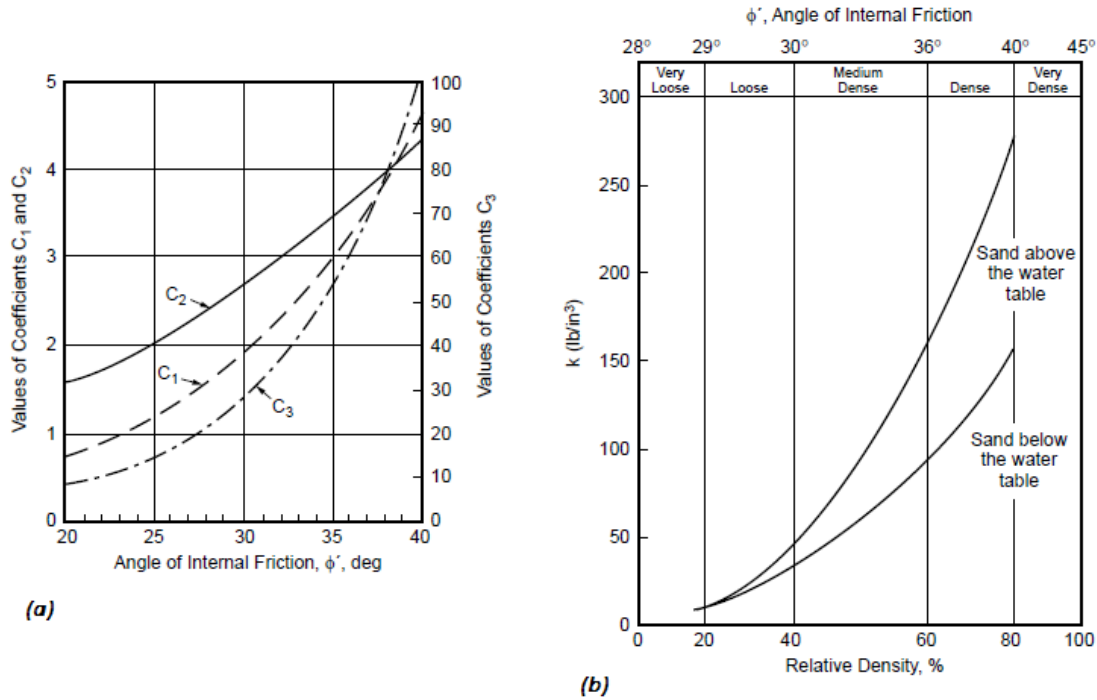 5
4
3
2
1
0
Values of Coefficients C1 and C2
100
90
80
70
60
50
40
30
20
10
0
Values of Coefficients C3
C2
C1
C3
20
25
30
35
40
Angle of Internal Friction, ϕ´, deg
(a)
ϕ´, Angle of Internal Friction
28°
29°
30°
36°
40°
45°
Very
Loose
Loose
Medium
Dense
Dense
Very
Dense
300
250
200
150
100
50
0
k (lb/in³)
Sand above
the water
table
Sand below
the water
table
0
20
40
60
80
100
Relative Density, %
(b)